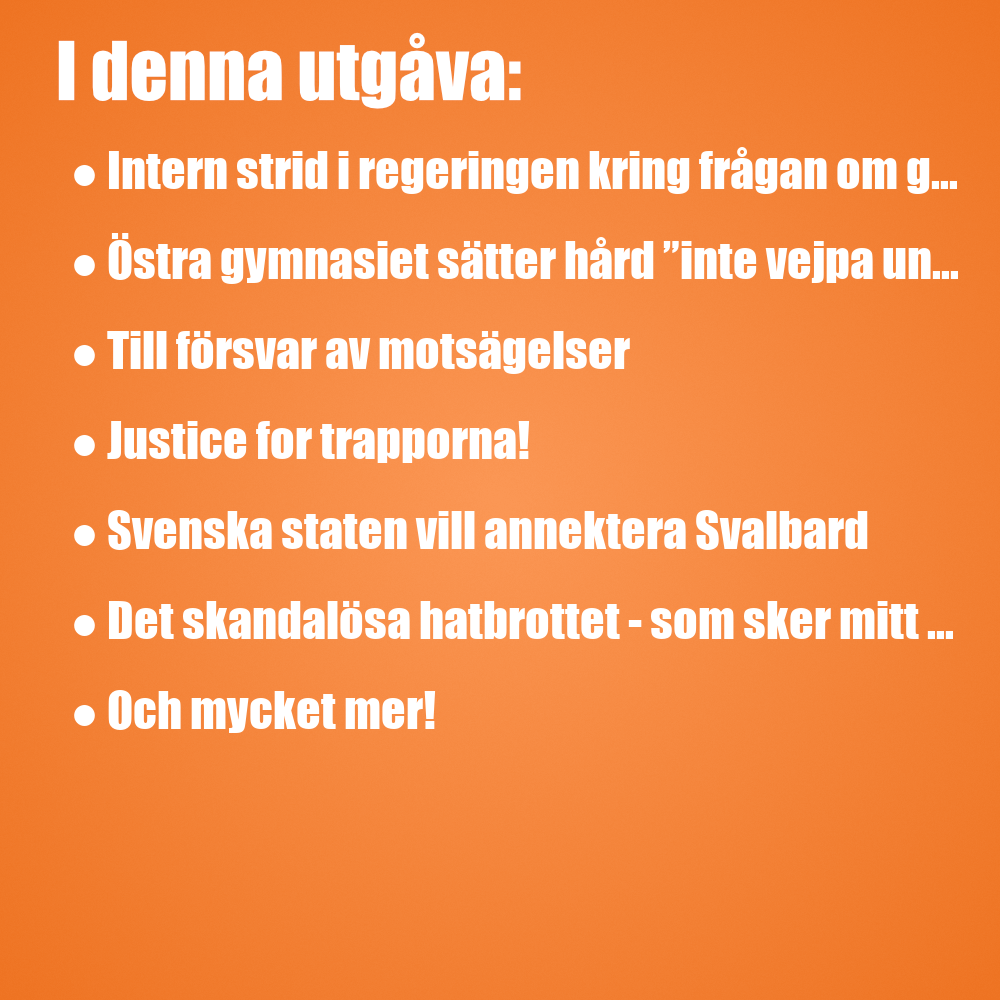 I denna utgåva:
• Intern strid i regeringen kring frågan om g...
• Östra gymnasiet sätter hård ”inte vejpa un...
• Till försvar av motsägelser
• Justice for trapporna!
• Svenska staten vill annektera Svalbard
• Det skandalösa hatbrottet - som sker mitt ...
• Och mycket mer!